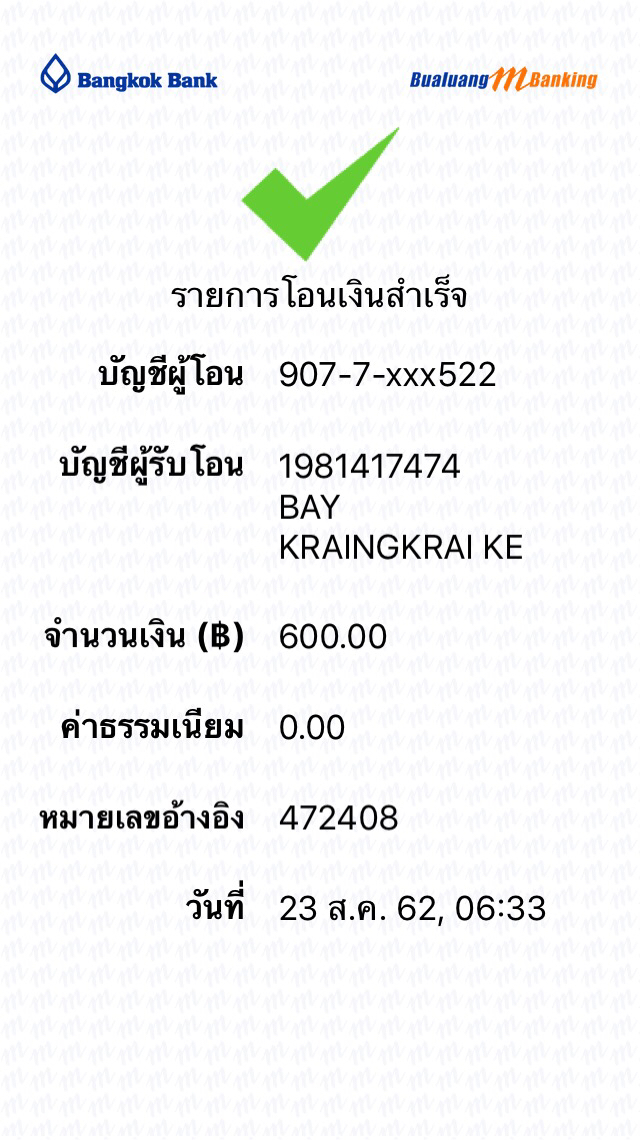 Bangkok Bank
Bualuang mBanking
รายการโอนเงินสำเร็จ
บัญชีผู้โอน 907-7-xxx522
บัญชีผู้รับโอน 1981417474
BAY
KRAINGKRAI KE
จำนวนเงิน (฿) 600.00
ค่าธรรมเนียม 0.00
หมายเลขอ้างอิง 472408
วันที่ 23 ส.ค. 62, 06:33